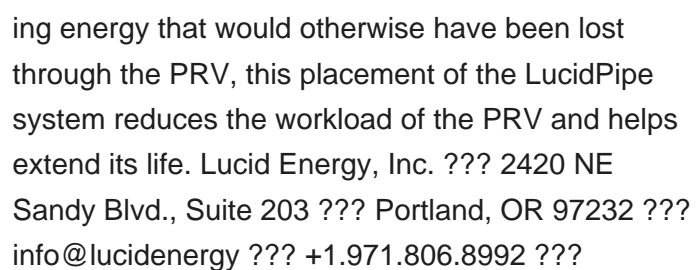 ing energy that would otherwise have been lost
through the PRV, this placement of the LucidPipe
system reduces the workload of the PRV and helps
extend its life. Lucid Energy, Inc. ??? 2420 NE
Sandy Blvd., Suite 203 ??? Portland, OR 97232 ???
info@lucidenergy ??? +1.971.806.8992 ???